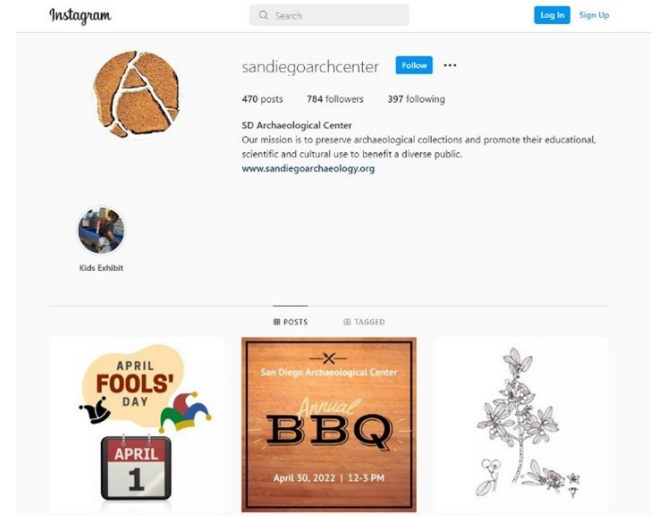 Instagram
Search
Log In
Sign Up
sandiegoarchcenter
Follow
470 posts 784 followers 397 following
SD Archaeological Center
Our mission is to preserve archaeological collections and promote their educational,
scientific and cultural use to benefit a diverse public.
www.sandiegoarchaeology.org
Kids Exhibit
POSTS
TAGGED
APRIL
FOOLS'
DAY
APRIL
1
San Diego Archaeological Center
Annual
BBQ
April 30, 2022 | 12-3 PM